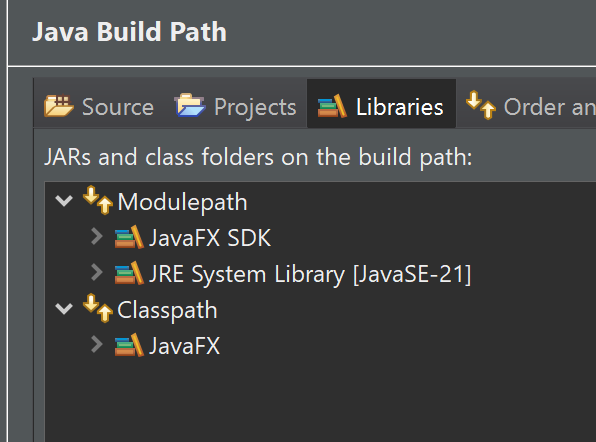 Java Build Path
Source Projects Libraries Order an
JARs and class folders on the build path:
Modulepath
JavaFX SDK
JRE System Library [JavaSE-21]
Classpath
JavaFX